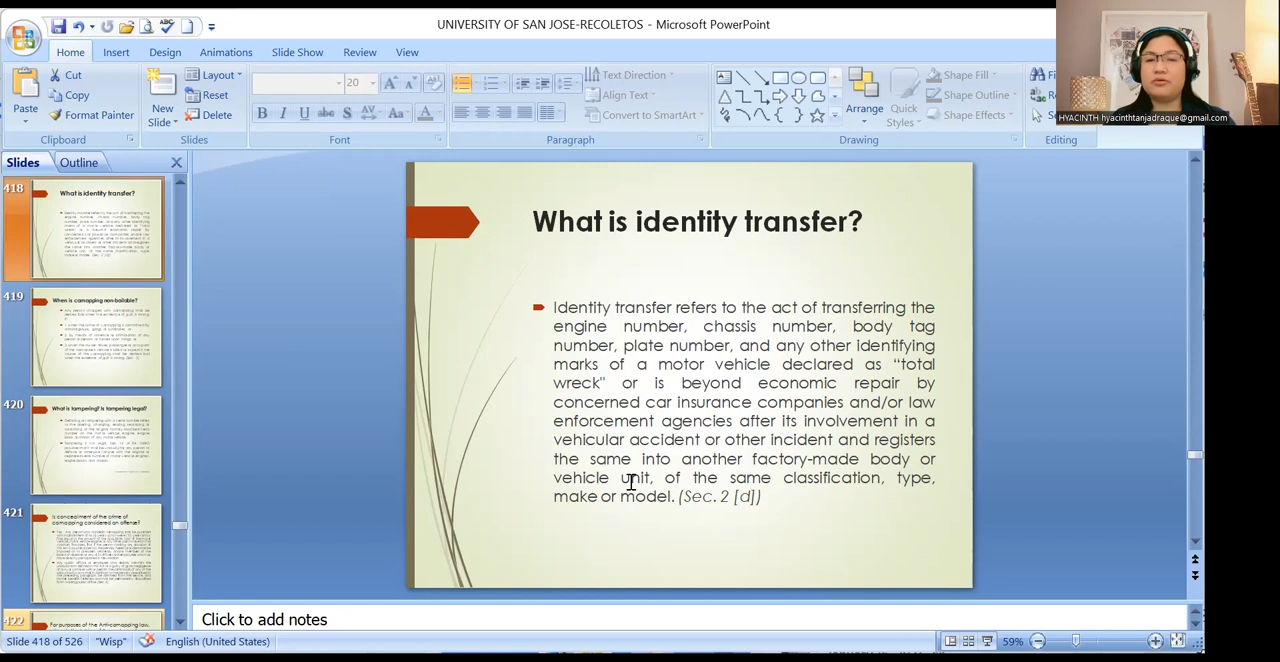 UNIVERSITY OF SAN JOSE-RECOLETOS - Microsoft PowerPoint
Home Insert Design Animations Slide Show Review View
Paste
Cut
Copy
Format Painter
Clipboard
New
Slide
Layout
Reset
Delete
Slides
20
Font
Text Direction
Align Text
Convert to SmartArt
Paragraph
Arrange
Quick
Styles
Shape Fill
Shape Outline
Shape Effects
Drawing
Editing
HYACINTH hyacinthtanjadraque@gmail.com
Slides Outline
418
What is identity transfer?
419
When is carnapping non-bailable?
420
What is tampering? Is tampering legal?
421
Is concealment of the crime of
carnapping considered an offense?
422
For purposes of the Anti-carnapping law,
What is identity transfer?
Identity transfer refers to the act of transferring the
engine number, chassis number, body tag
number, plate number, and any other identifying
marks of a motor vehicle declared as “total
wreck” or is beyond economic repair by
concerned car insurance companies and/or law
enforcement agencies after its involvement in a
vehicular accident or other incident and registers
the same into another factory-made body or
vehicle unit, of the same classification, type,
make or model. (Sec. 2 [d])
Click to add notes
Slide 418 of 526 "Wisp" English (United States) 59%